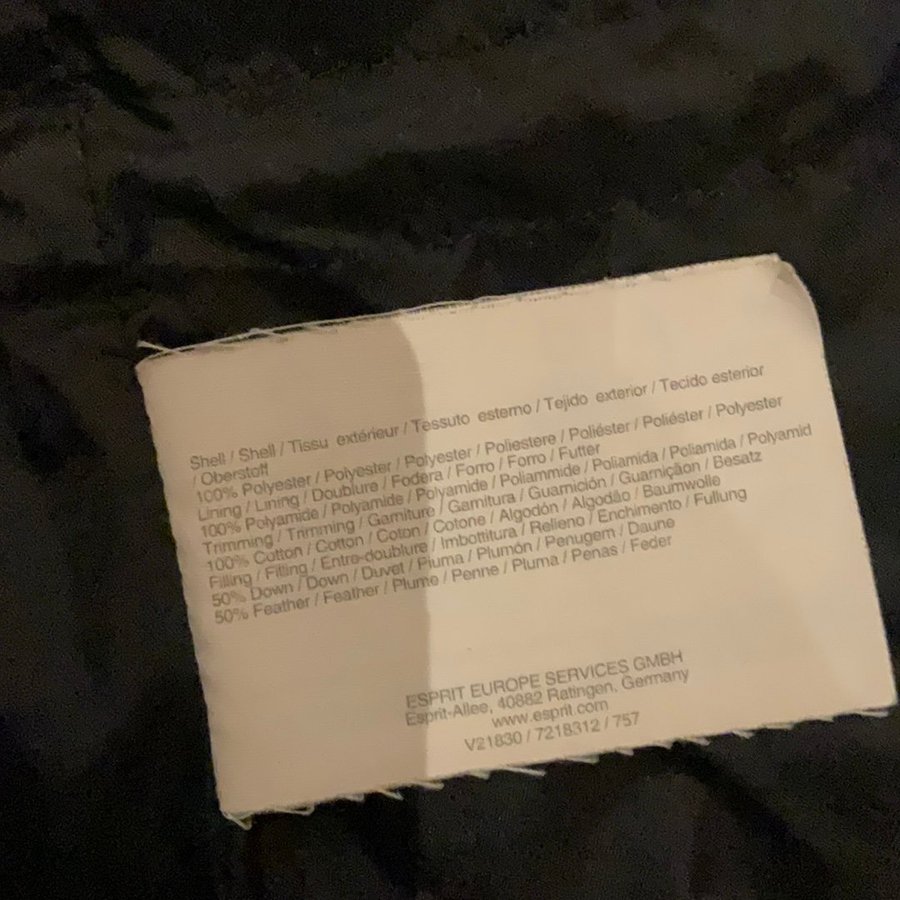 Shell / Shell / Tissu extérieur / Tessuto esterno / Tejido exterior / Tecido esterior
/ Oberstoff
100% Polyester / Polyester / Polyester / Poliestere / Poliéster / Poliéster / Polyester
Lining / Lining / Doublure / Fodera / Forro / Forro / Futter
100% Polyamide / Polyamide / Polyamide / Poliammide / Poliamida / Poliamida / Polyamid
Trimming / Trimming / Garniture / Garnitura / Guarnición / Guarniçãon / Besatz
100% Cotton / Cotton / Coton / Cotone / Algodón / Algodão / Baumwolle
Filling / Filling / Entre-doublure / Imbottitura / Relleno / Enchimento / Füllung
50% Down / Down / Duvet / Piuma / Plumón / Penugem / Daune
50% Feather / Feather / Plume / Penne / Pluma / Penas / Feder
ESPRIT EUROPE SERVICES GMBH
Esprit-Allee, 40882 Ratingen, Germany
www.esprit.com
V21830 / 7218312 / 757